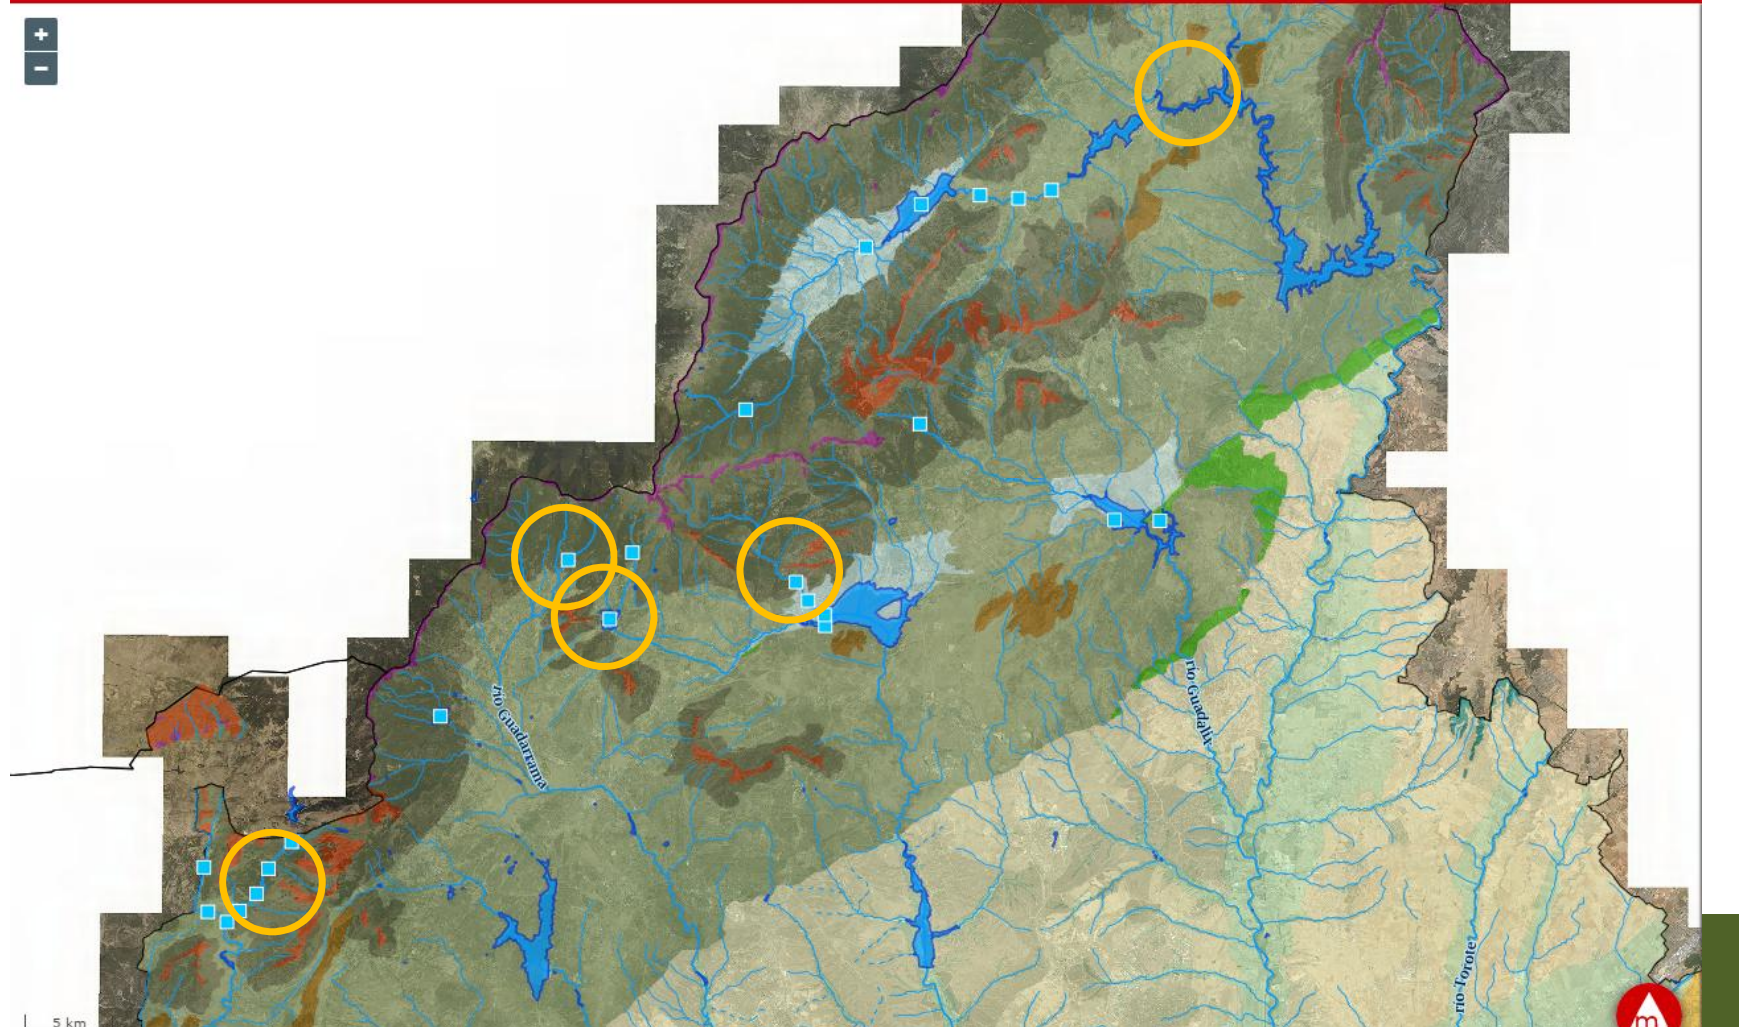 +
−
río Guadarrama
río Guadalix
río Torote
5 km
m